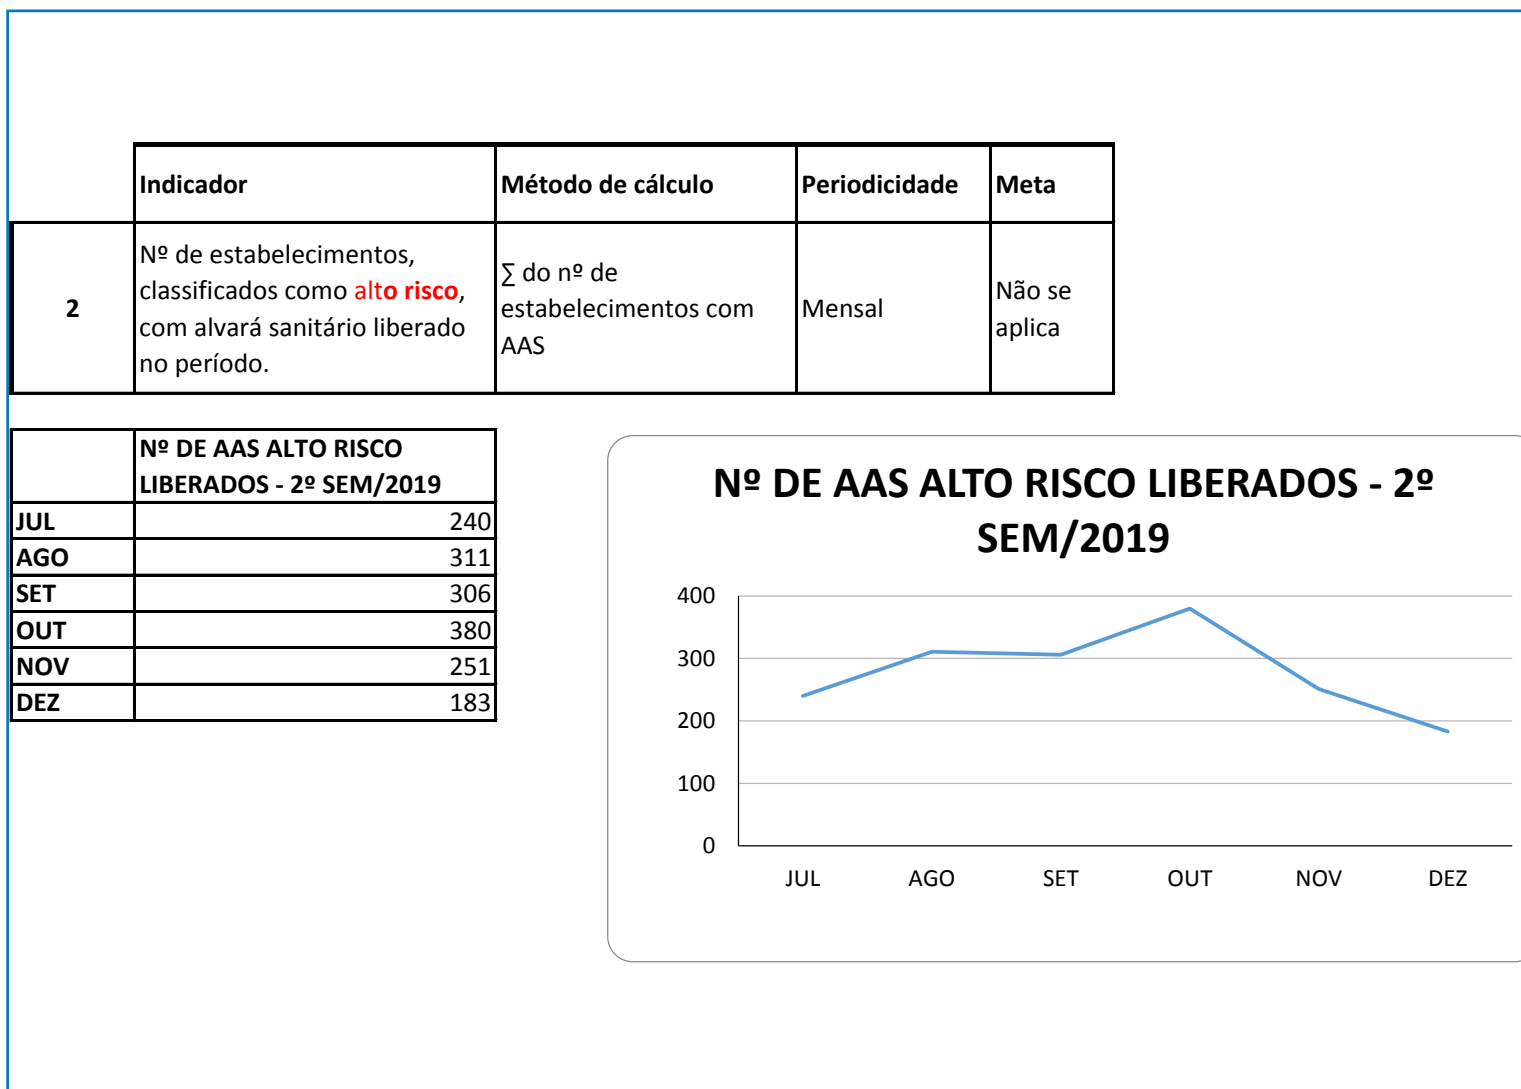 Indicador Método de cálculo Periodicidade Meta
2
Nº de estabelecimentos,
classificados como alto risco,
com alvará sanitário liberado
no período.
∑ do nº de
estabelecimentos com
AAS
Mensal
Não se
aplica
Nº DE AAS ALTO RISCO
LIBERADOS - 2º SEM/2019
JUL 240
AGO 311
SET 306
OUT 380
NOV 251
DEZ 183
Nº DE AAS ALTO RISCO LIBERADOS - 2º
SEM/2019
400
300
200
100
0
JUL AGO SET OUT NOV DEZ